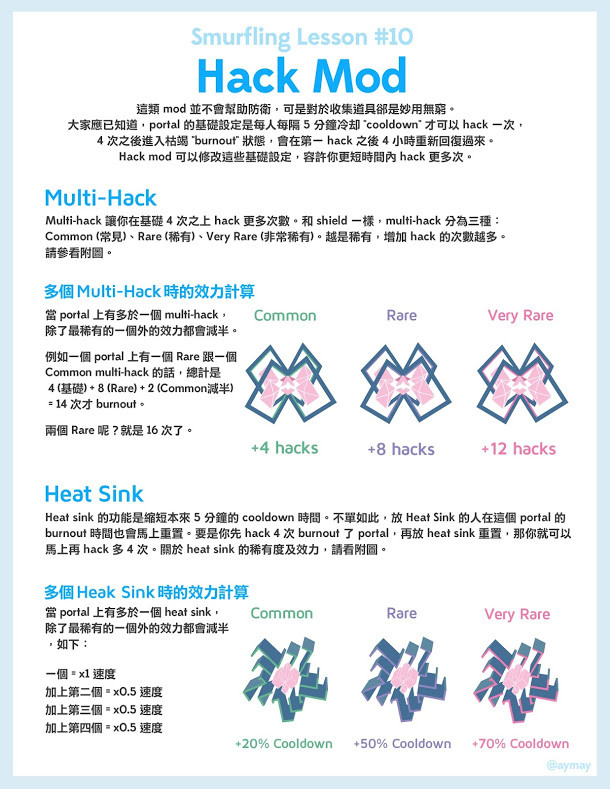 Smurfling Lesson #10
Hack Mod
這類 mod 並不會幫助防衛，可是對於收集道具卻是妙用無窮。
大家應已知道，portal 的基礎設定是每人每隔 5 分鐘冷却 "cooldown" 才可以 hack 一次，
4 次之後進入枯竭 "burnout" 狀態，會在第一 hack 之後 4 小時重新回復過來。
Hack mod 可以修改這些基礎設定，容許你更短時間內 hack 更多次。
Multi-Hack
Multi-hack 讓你在基礎 4 次之上 hack 更多次數。和 shield 一樣，multi-hack 分為三種：
Common (常見)、Rare (稀有)、Very Rare (非常稀有)。越是稀有，增加 hack 的次數越多。
請參看附圖。
多個 Multi-Hack 時的效力計算
當 portal 上有多於一個 multi-hack，
除了最稀有的一個外的效力都會減半。
例如一個 portal 上有一個 Rare 跟一個
Common multi-hack 的話，總計是
4 (基礎) + 8 (Rare) + 2 (Common減半)
= 14 次才 burnout。
兩個 Rare 呢？就是 16 次了。
Common
Rare
Very Rare
+4 hacks
+8 hacks
+12 hacks
Heat Sink
Heat sink 的功能是縮短本來 5 分鐘的 cooldown 時間。不單如此，放 Heat Sink 的人在這個 portal 的
burnout 時間也會馬上重置。要是你先 hack 4 次 burnout 了 portal，再放 heat sink 重置，那你就可以
馬上再 hack 多 4 次。關於 heat sink 的稀有度及效力，請看附圖。
多個 Heak Sink 時的效力計算
當 portal 上有多於一個 heat sink，
除了最稀有的一個外的效力都會減半
，如下：
一個 = x1 速度
加上第二個 = x0.5 速度
加上第三個 = x0.5 速度
加上第四個 = x0.5 速度
Common
Rare
Very Rare
+20% Cooldown
+50% Cooldown
+70% Cooldown
@aymay